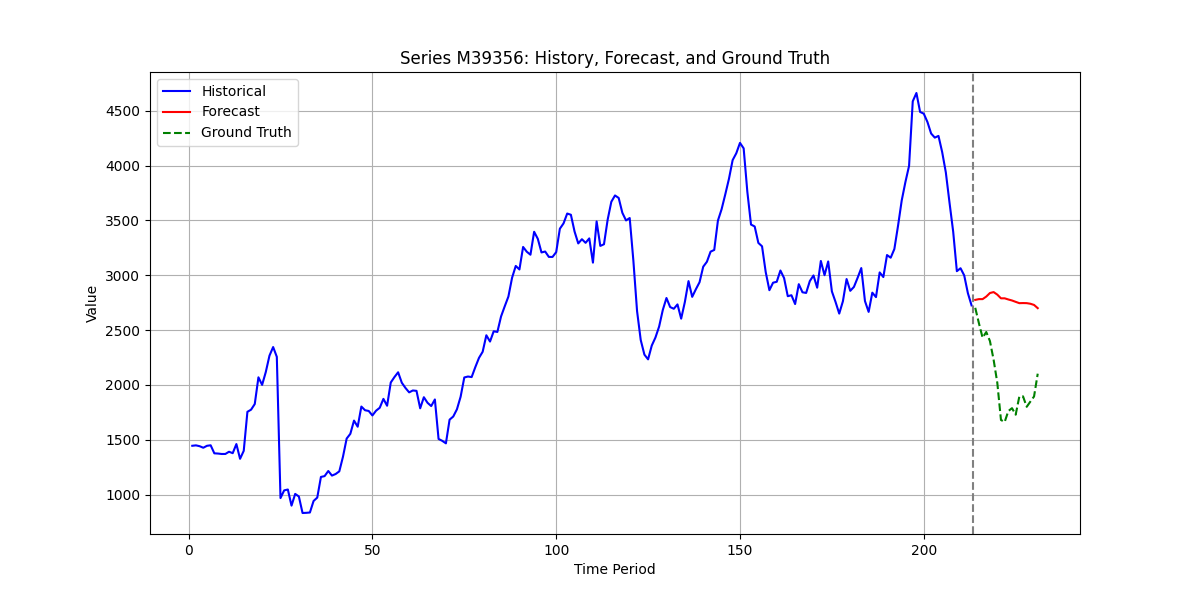 Series M39356: History, Forecast, and Ground Truth
Historical
Forecast
Ground Truth
4500
4000
3500
3000
2500
2000
1500
1000
Value
0 50 100 150 200
Time Period